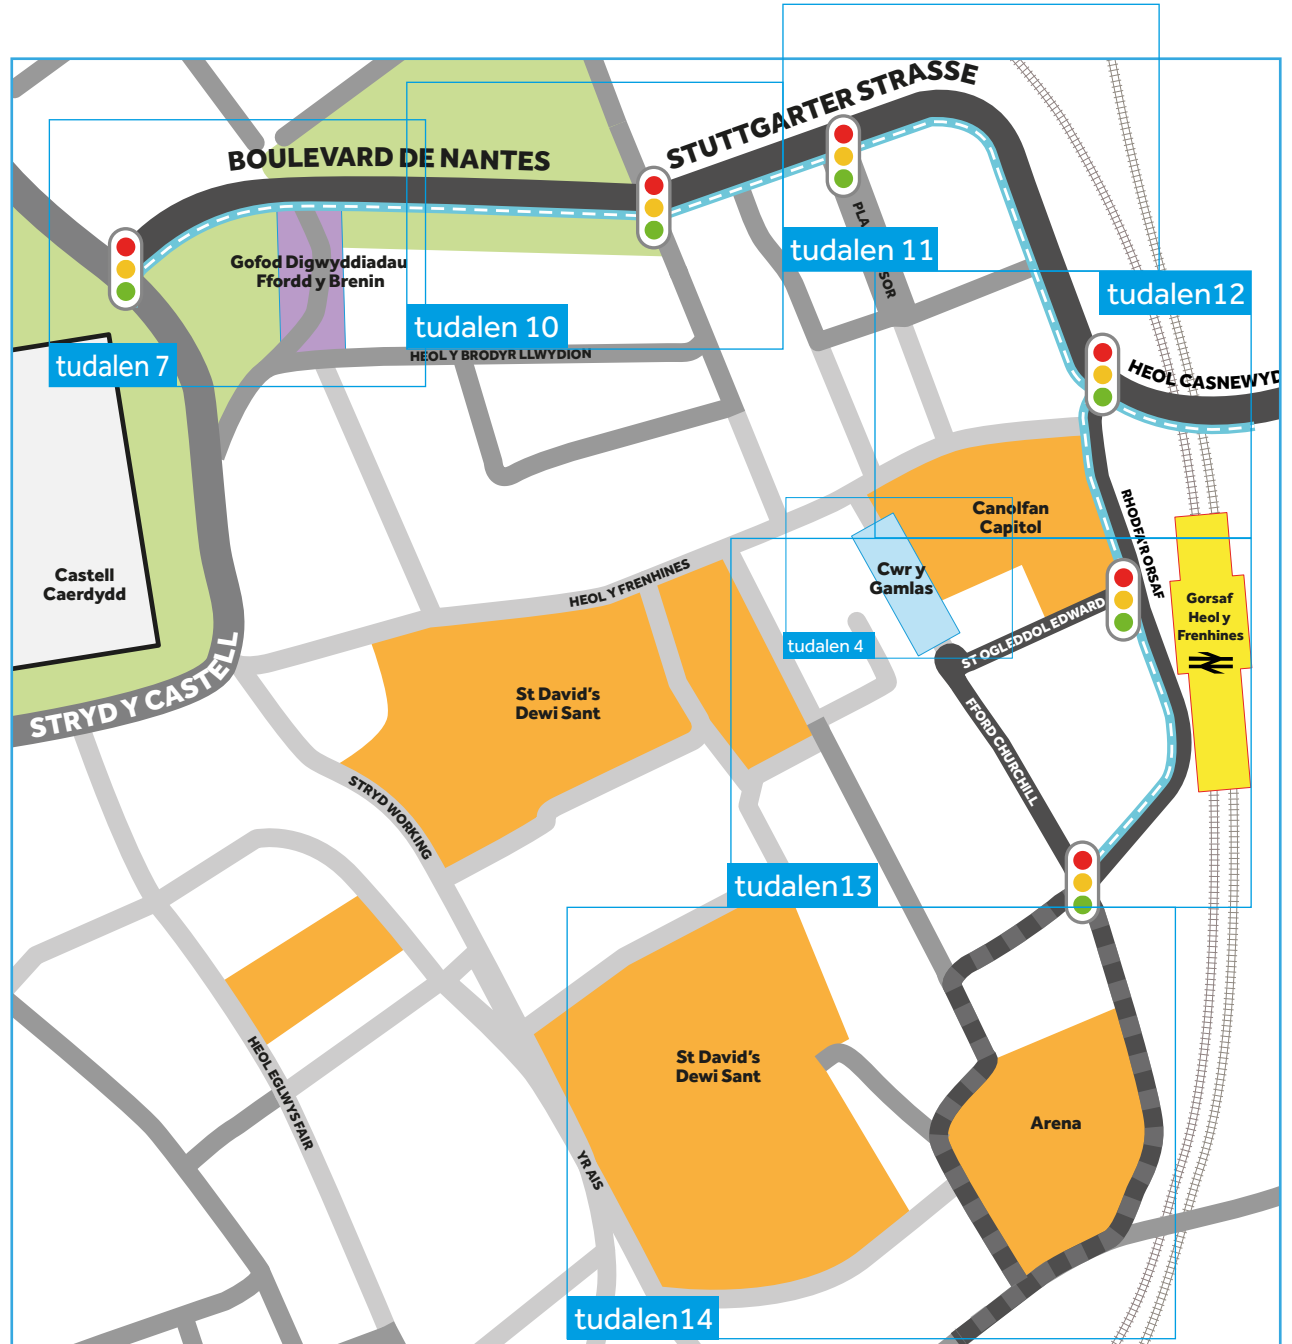 STUTTGARTER STRASSE
BOULEVARD DE NANTES
PLA
SOR
tudalen 11
Gofod Digwyddiadau
Ffordd y Brenin
tudalen12
tudalen 10
HEOL Y BRODYR LLWYDION
tudalen 7
HEOL CASNEWYD
Canolfan
Capitol
RHODFA'R ORSAF
Castell
Caerdydd
HEOL Y FRENHINES
Cwr y
Gamlas
Gorsaf
Heol y
Frenhines
ST OGLEDDOL EDWARD
tudalen 4
STRYD Y CASTELL
St David's
Dewi Sant
FFORD CHURCHILL
STRYD WORKING
tudalen13
HEOL EGLWYS FAIR
St David's
Dewi Sant
Arena
YR AIS
tudalen14